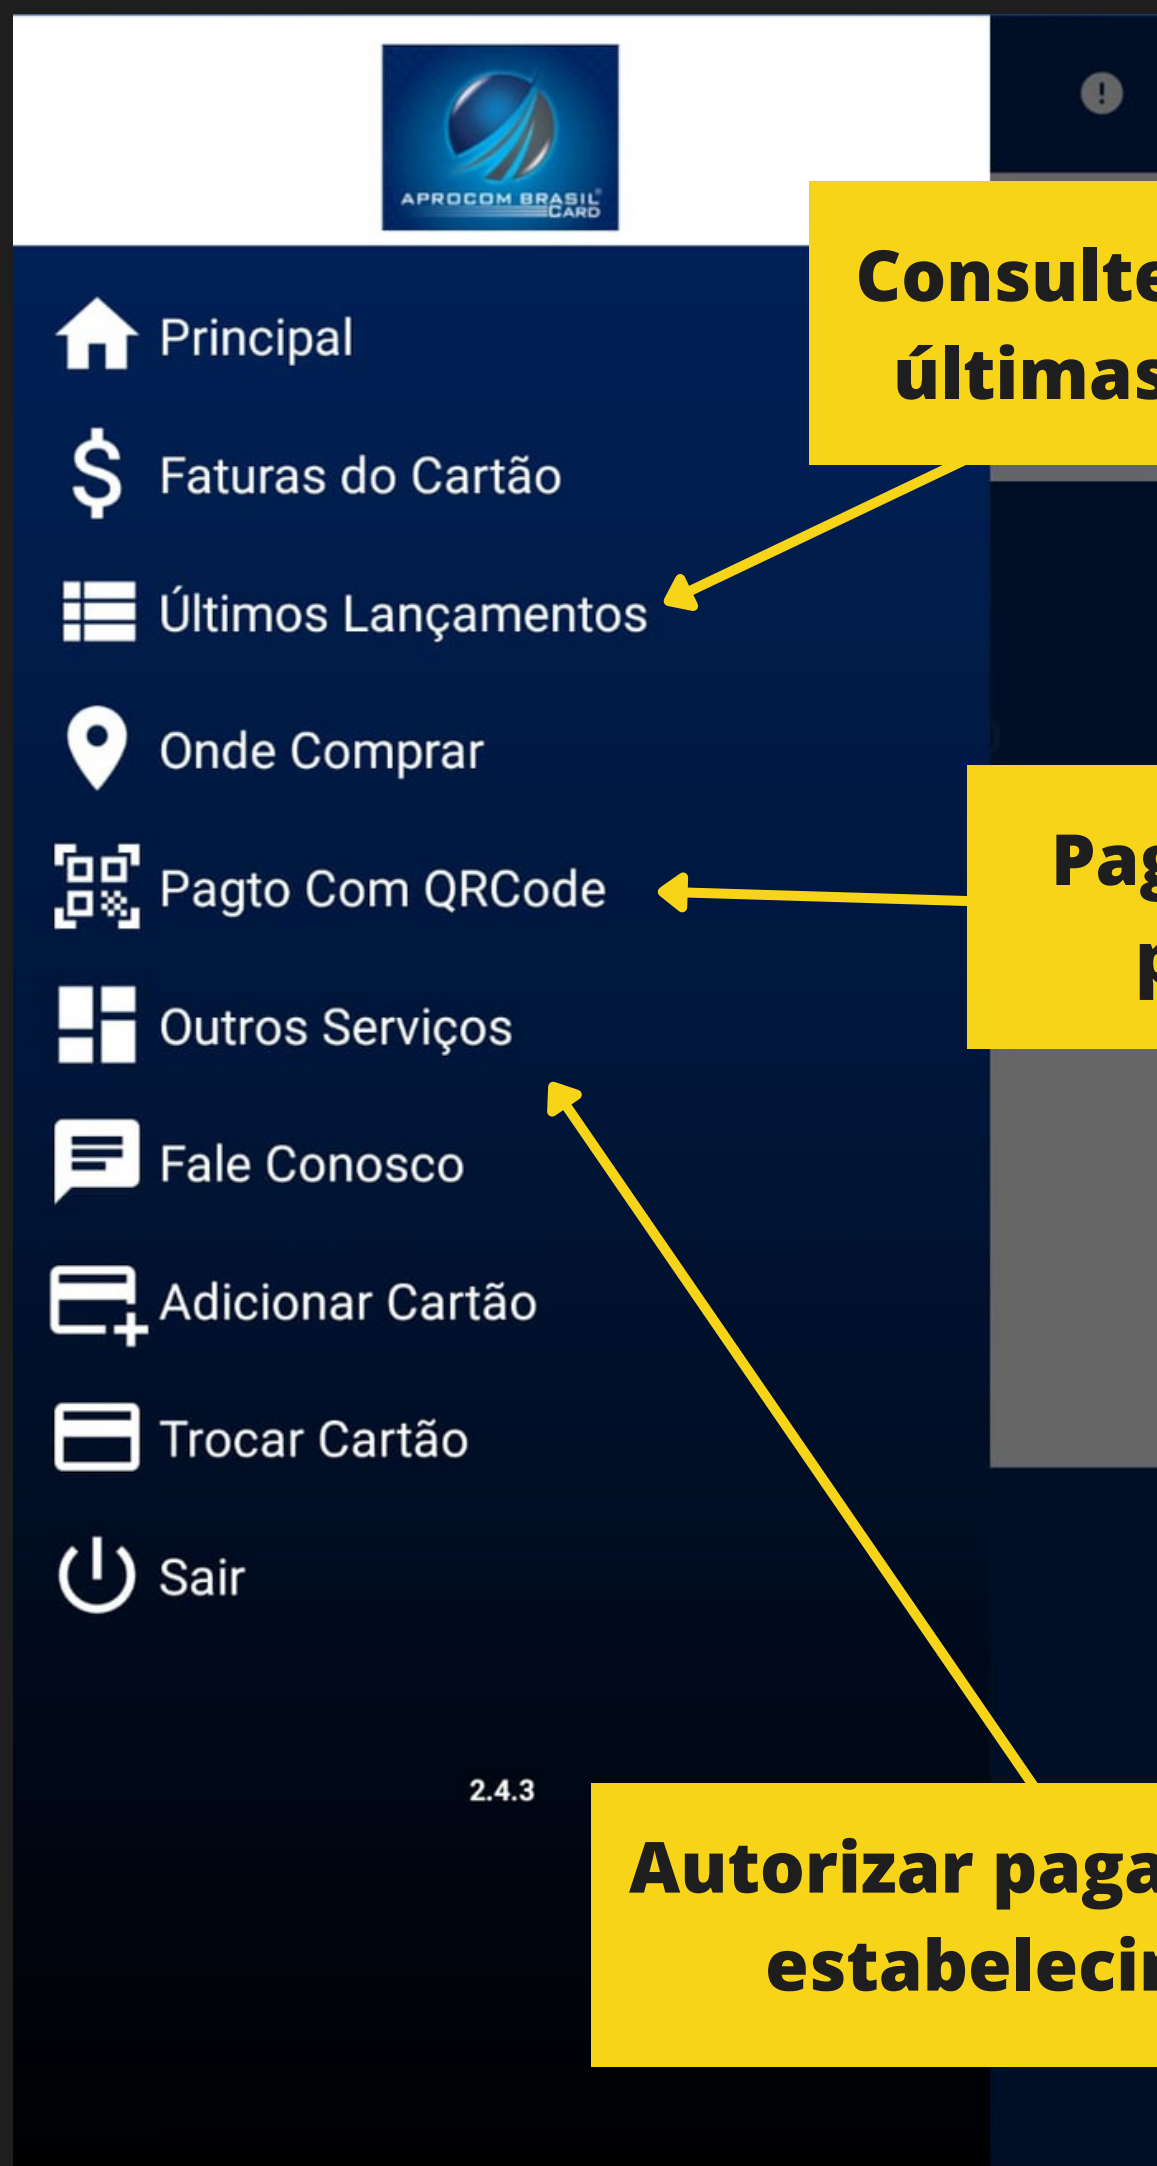 APROCOM BRASIL®
CARD
Consulte
últimas
Principal
Faturas do Cartão
Últimos Lançamentos
Onde Comprar
Pagto Com QRCode
Outros Serviços
Fale Conosco
Adicionar Cartão
Trocar Cartão
Sair
2.4.3
Autorizar paga